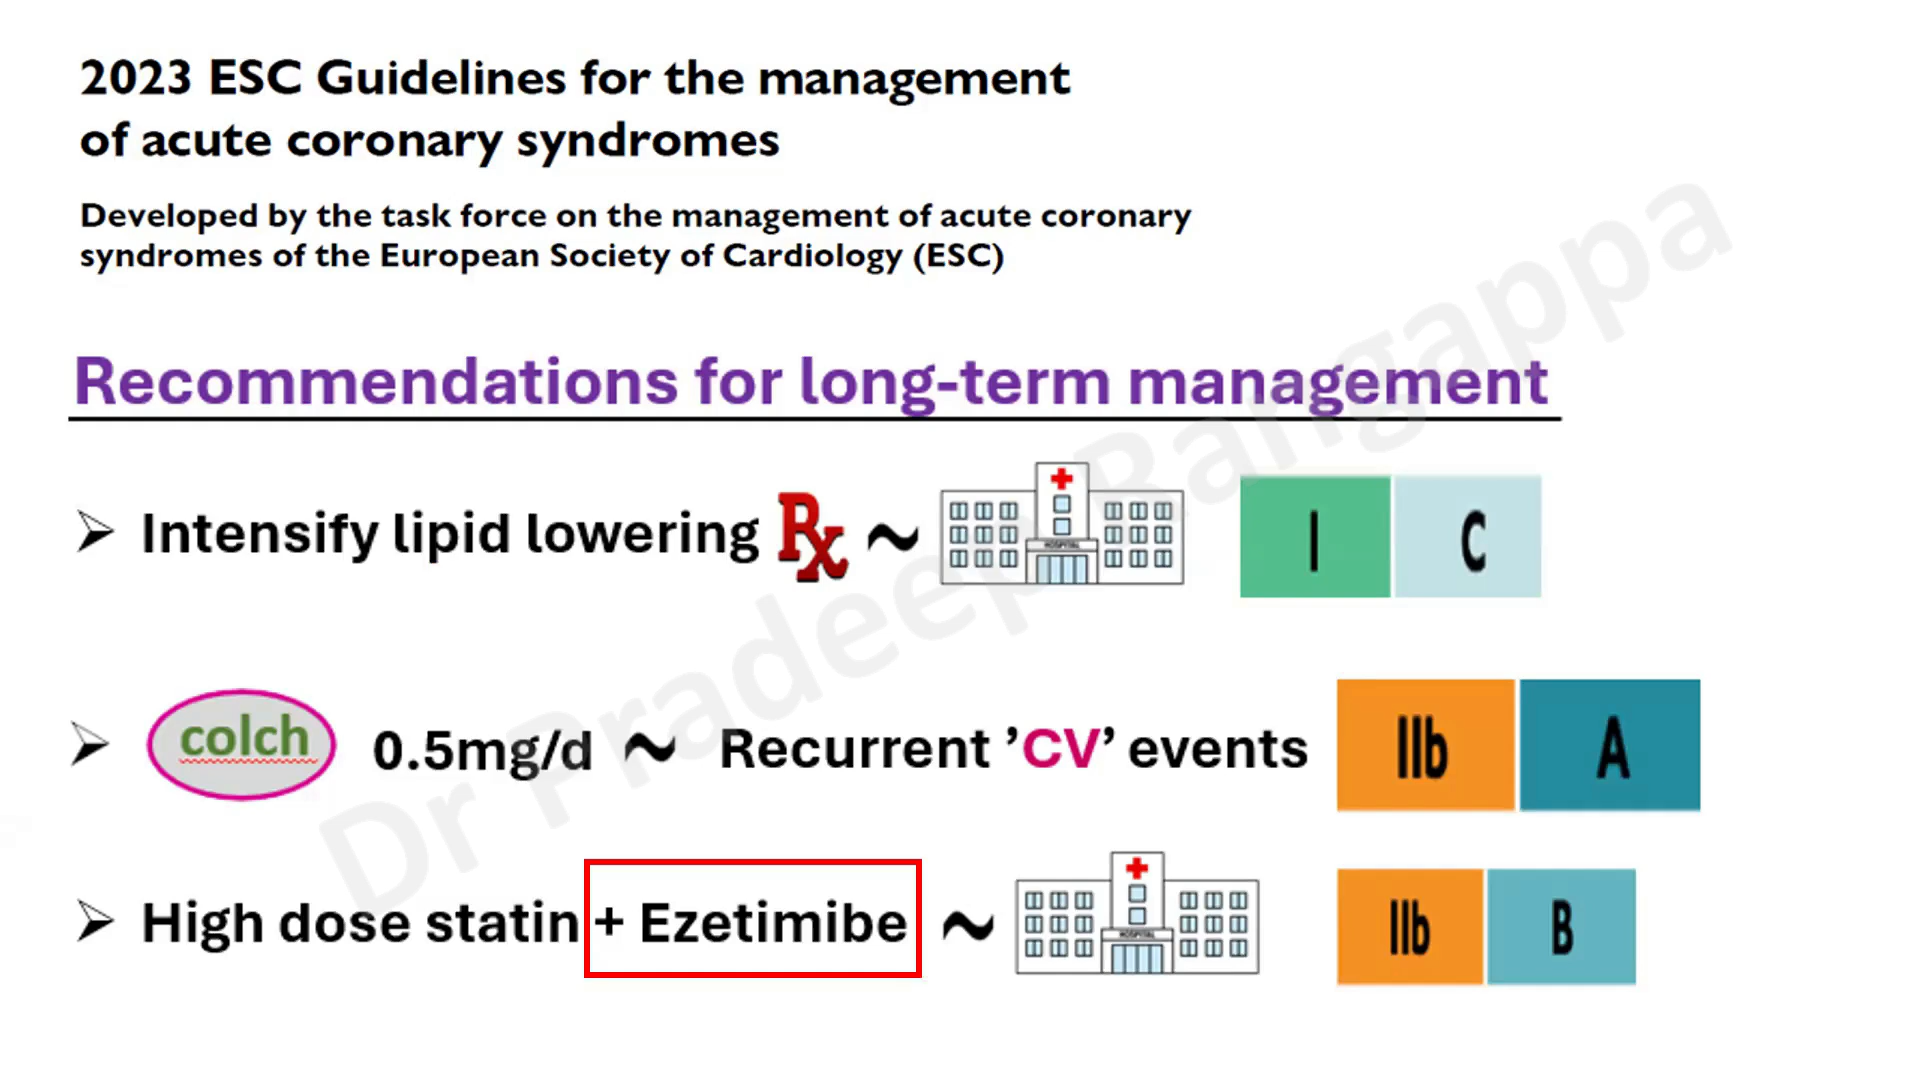 2023 ESC Guidelines for the management
of acute coronary syndromes
Developed by the task force on the management of acute coronary
syndromes of the European Society of Cardiology (ESC)
Recommendations for long-term management
➢ Intensify lipid lowering Rx ~ HOSPITAL I C
➢ colch 0.5mg/d ~ Recurrent ’CV’ events IIb A
➢ High dose statin + Ezetimibe ~ HOSPITAL IIb B
Dr Pradeep Rangappa